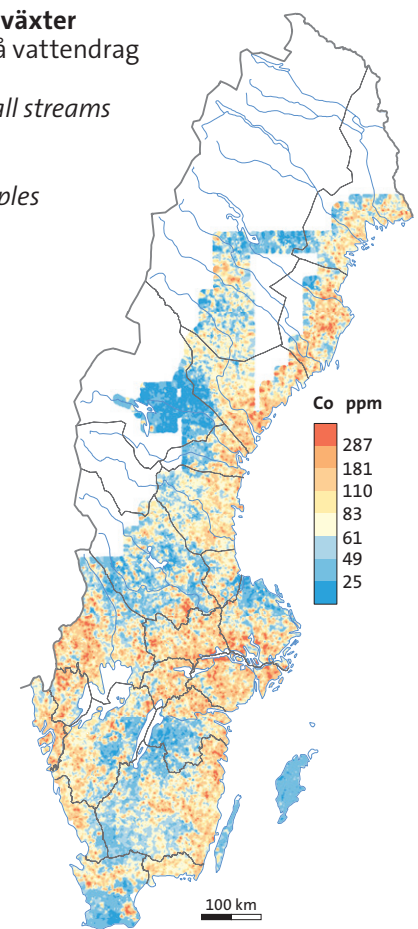 växter
å vattendrag
all streams
ples
Co ppm
287
181
110
83
61
49
25
100 km